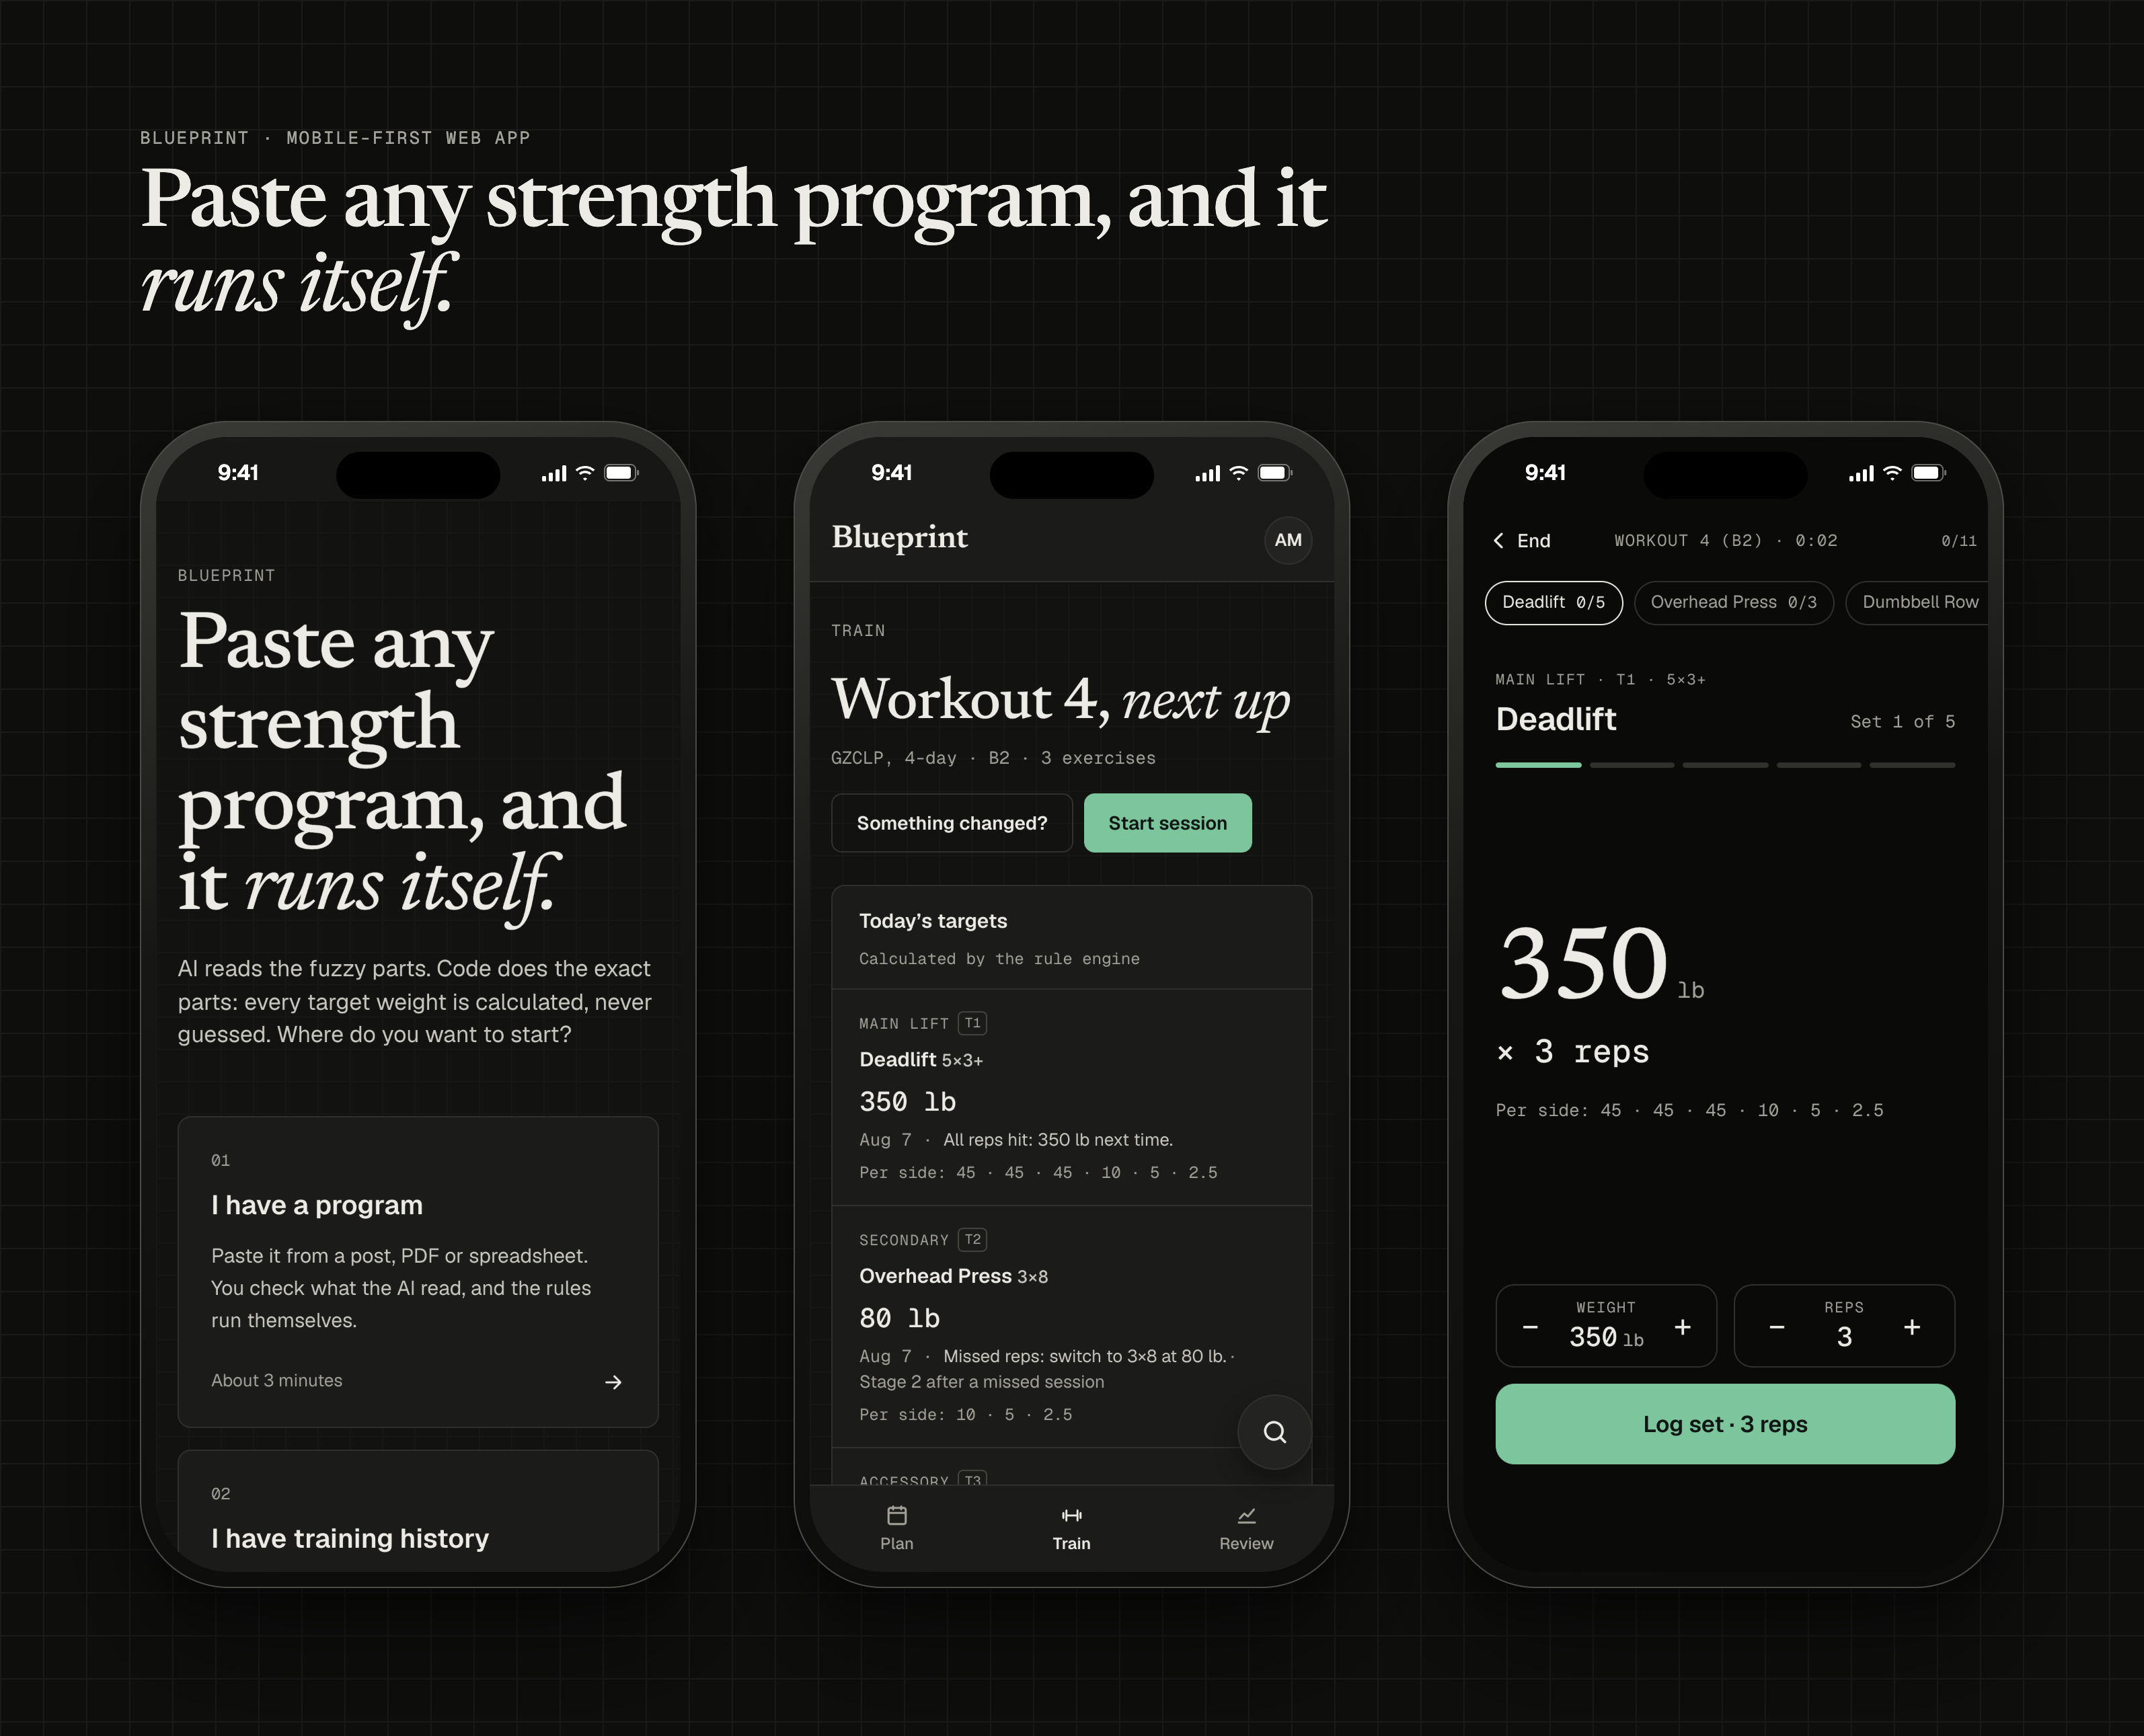 BLUEPRINT · MOBILE-FIRST WEB APP
Paste any strength program, and it
runs itself.
9:41
BLUEPRINT
Paste any
strength
program, and
it runs itself.
AI reads the fuzzy parts. Code does the exact
parts: every target weight is calculated, never
guessed. Where do you want to start?
01
I have a program
Paste it from a post, PDF or spreadsheet.
You check what the AI read, and the rules
run themselves.
About 3 minutes
02
I have training history
9:41
Blueprint
AM
TRAIN
Workout 4, next up
GZCLP, 4-day · B2 · 3 exercises
Something changed?
Start session
Today’s targets
Calculated by the rule engine
MAIN LIFT T1
Deadlift 5×3+
350 lb
Aug 7 · All reps hit: 350 lb next time.
Per side: 45 · 45 · 45 · 10 · 5 · 2.5
SECONDARY T2
Overhead Press 3×8
80 lb
Aug 7 · Missed reps: switch to 3×8 at 80 lb. ·
Stage 2 after a missed session
Per side: 10 · 5 · 2.5
ACCESSORY T3
Plan
Train
Review
9:41
End
WORKOUT 4 (B2) · 0:02
0/11
Deadlift 0/5
Overhead Press 0/3
Dumbbell Row
MAIN LIFT · T1 · 5×3+
Deadlift
Set 1 of 5
350 lb
× 3 reps
Per side: 45 · 45 · 45 · 10 · 5 · 2.5
WEIGHT
− 350 lb +
REPS
− 3 +
Log set · 3 reps